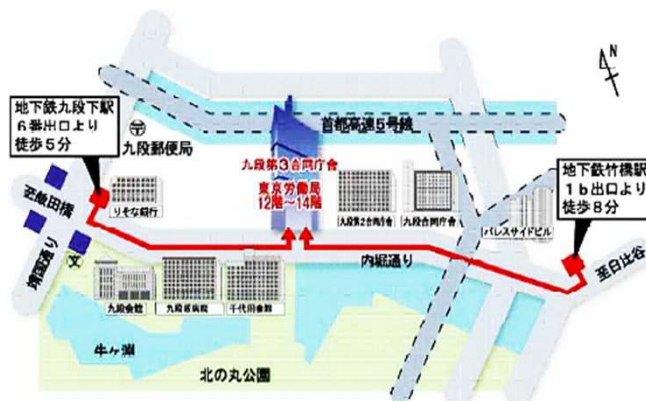 N
地下鉄九段下駅
6番出口より
徒歩5分
九段郵便局
首都高速5号線
九段第3合同庁舎
東京労働局
12階～14階
りそな銀行
九段第2合同庁舎
九段合同庁舎
パレスサイドビル
地下鉄竹橋駅
1b出口より
徒歩8分
至飯田橋
靖国通り
内堀通り
至日比谷
九段会館
九段坂病院
千代田会館
牛ヶ淵
北の丸公園